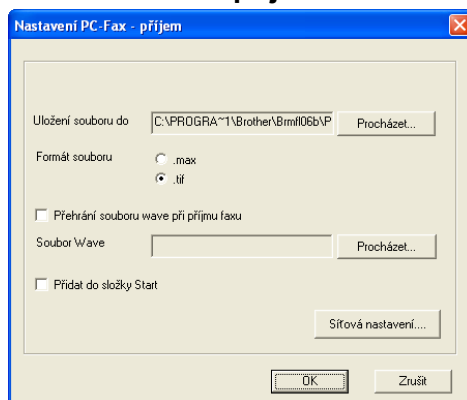 Nastavení PC-Fax - příjem
Uložení souboru do C:\PROGRA~1\Brother\Brmfl06b\P Procházet...
Formát souboru .max
.tif
Přehrání souboru wave při příjmu faxu
Soubor Wave Procházet...
Přidat do složky Start
Síťová nastavení....
OK Zrušit